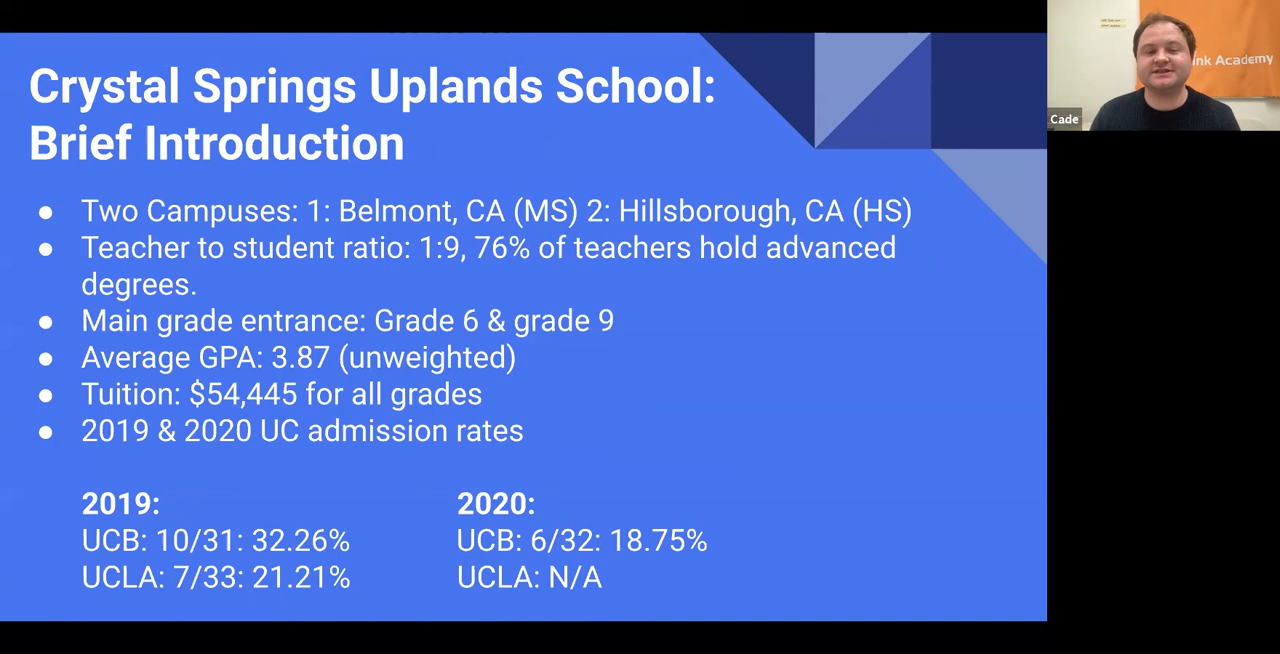 Crystal Springs Uplands School:
Brief Introduction
● Two Campuses: 1: Belmont, CA (MS) 2: Hillsborough, CA (HS)
● Teacher to student ratio: 1:9, 76% of teachers hold advanced
degrees.
● Main grade entrance: Grade 6 & grade 9
● Average GPA: 3.87 (unweighted)
● Tuition: $54,445 for all grades
● 2019 & 2020 UC admission rates
2019:
UCB: 10/31: 32.26%
UCLA: 7/33: 21.21%
2020:
UCB: 6/32: 18.75%
UCLA: N/A
ink Academy
Cade